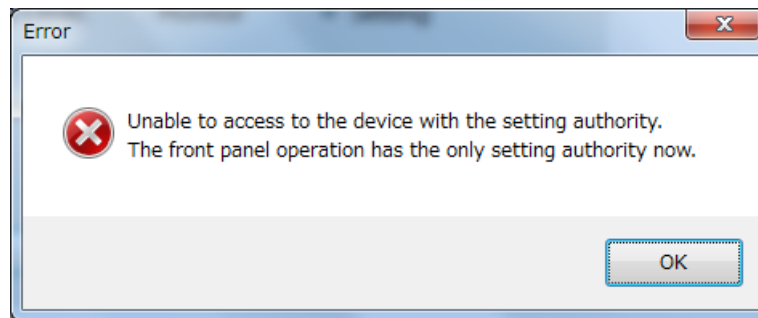 Error
Unable to access to the device with the setting authority.
The front panel operation has the only setting authority now.
OK